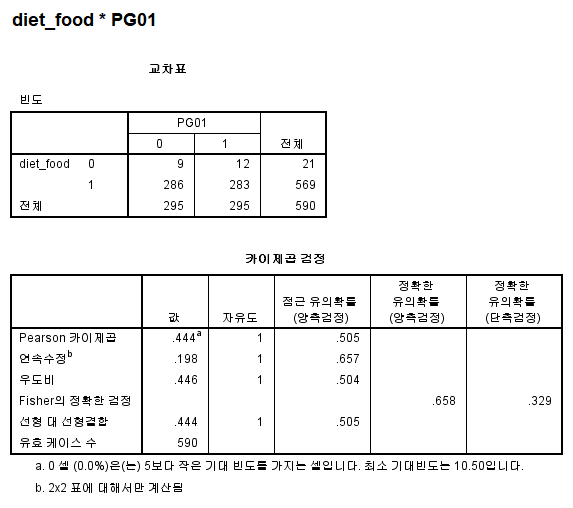 diet_food * PG01
교차표
빈도
PG01
0 1 전체
diet_food 0 9 12 21
1 286 283 569
전체 295 295 590
카이제곱 검정
값 자유도 점근 유의확률 (양측검정) 정확한 유의확률 (양측검정) 정확한 유의확률 (단측검정)
Pearson 카이제곱 .444a 1 .505
연속수정b .198 1 .657
우도비 .446 1 .504
Fisher의 정확한 검정 .658 .329
선형 대 선형결합 .444 1 .505
유효 케이스 수 590
a. 0 셀 (0.0%)은(는) 5보다 작은 기대 빈도를 가지는 셀입니다. 최소 기대빈도는 10.50입니다.
b. 2x2 표에 대해서만 계산됨